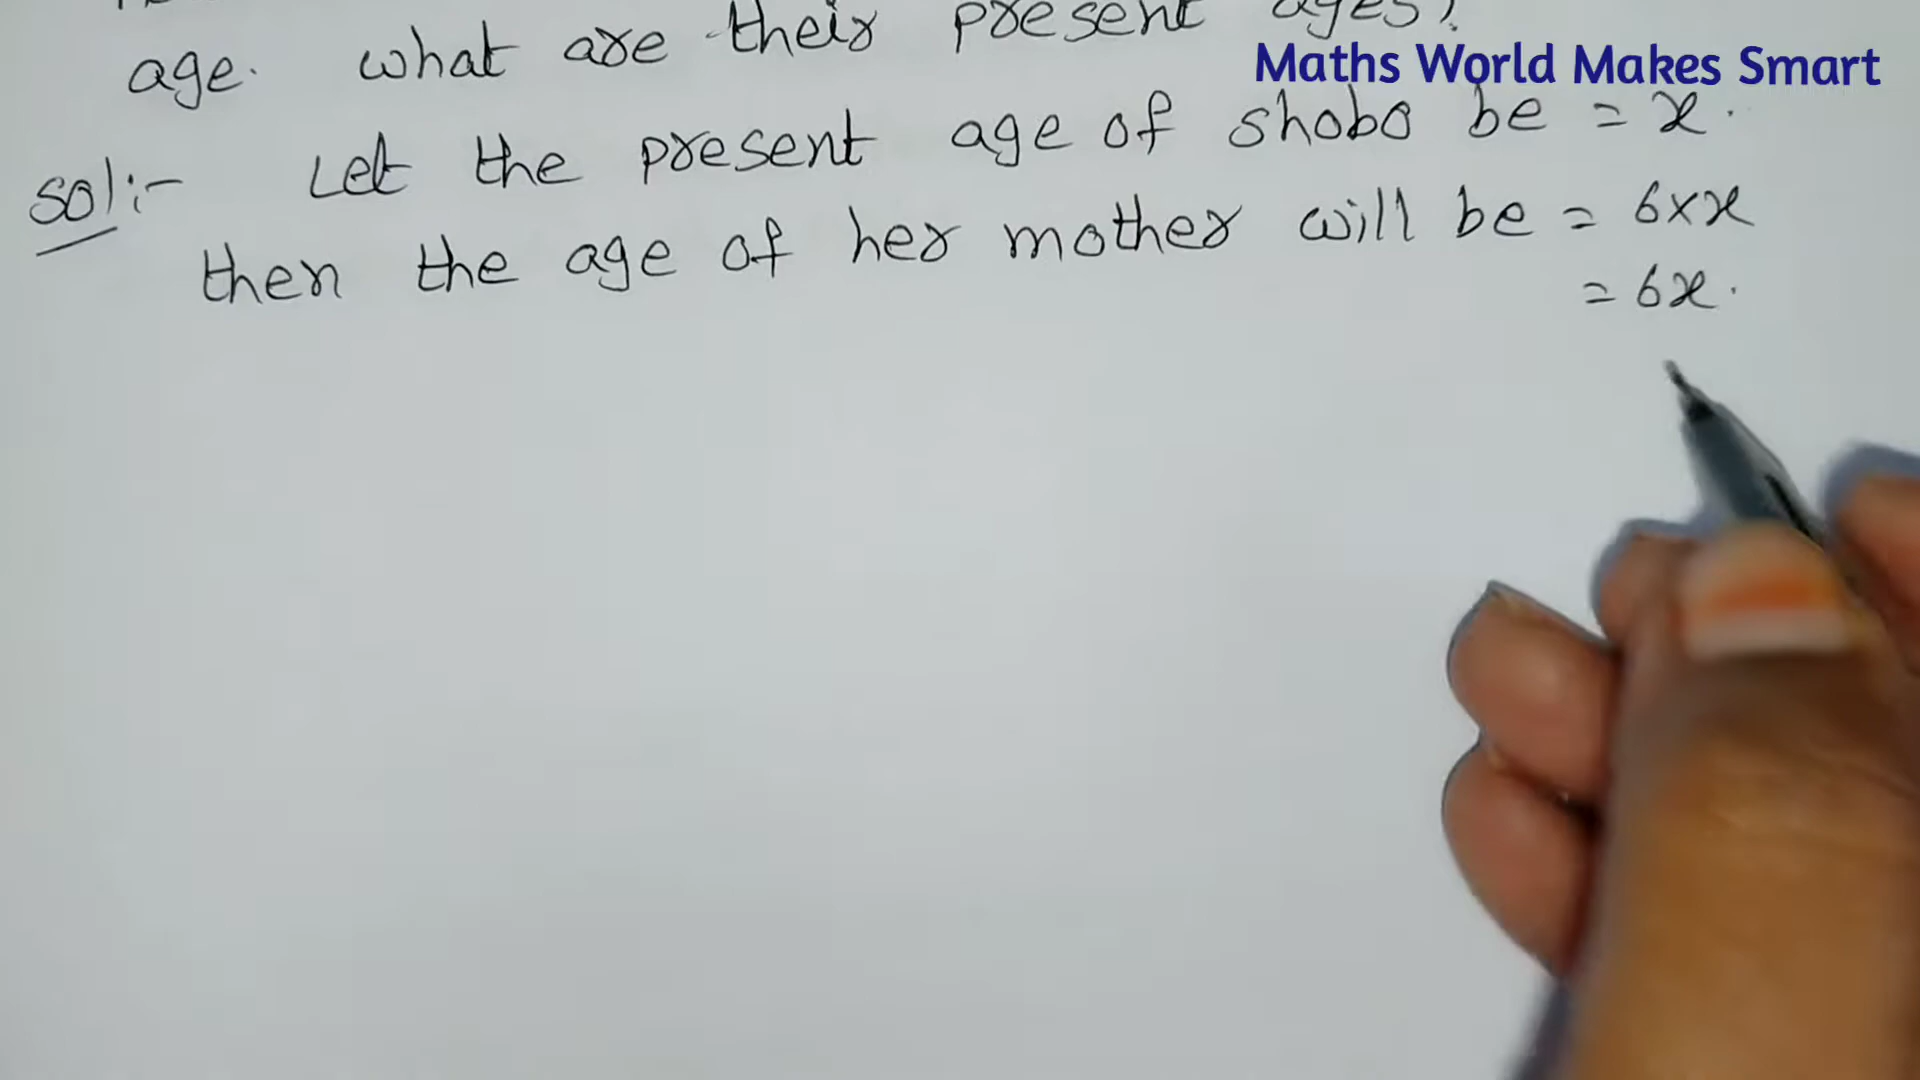 age. what are their present ages?
Maths World Makes Smart
Let the present age of shobo be = x.
sol:-
then the age of her mother will be = 6xx
= 6x.